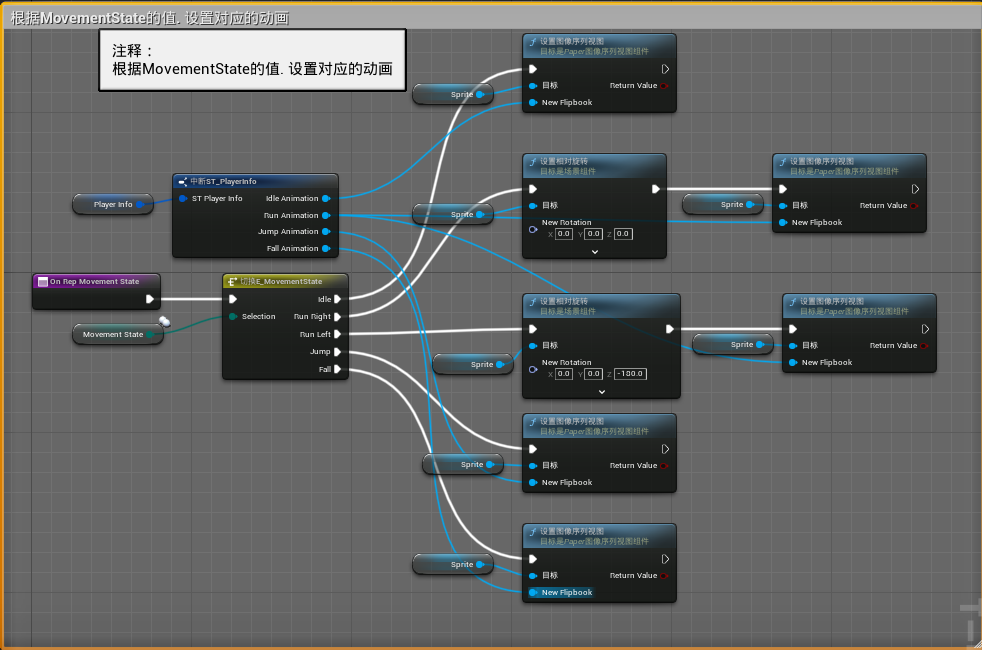 根据MovementState的值. 设置对应的动画
注释：
根据MovementState的值. 设置对应的动画
设置图像序列视图
目标是Paper图像序列视图组件
目标
Return Value
New Flipbook
Sprite
设置相对旋转
目标是场景组件
目标
New Rotation
X 0.0 Y 0.0 Z 0.0
Sprite
设置图像序列视图
目标是Paper图像序列视图组件
目标
Return Value
New Flipbook
Sprite
中断ST_PlayerInfo
ST Player Info
Idle Animation
Run Animation
Jump Animation
Fall Animation
Player Info
On Rep Movement State
Movement State
切换E_MovementState
Selection
Idle
Run Right
Run Left
Jump
Fall
设置相对旋转
目标是场景组件
目标
New Rotation
X 0.0 Y 0.0 Z -180.0
Sprite
设置图像序列视图
目标是Paper图像序列视图组件
目标
Return Value
New Flipbook
Sprite
设置图像序列视图
目标是Paper图像序列视图组件
目标
Return Value
New Flipbook
Sprite
设置图像序列视图
目标是Paper图像序列视图组件
目标
Return Value
New Flipbook
Sprite